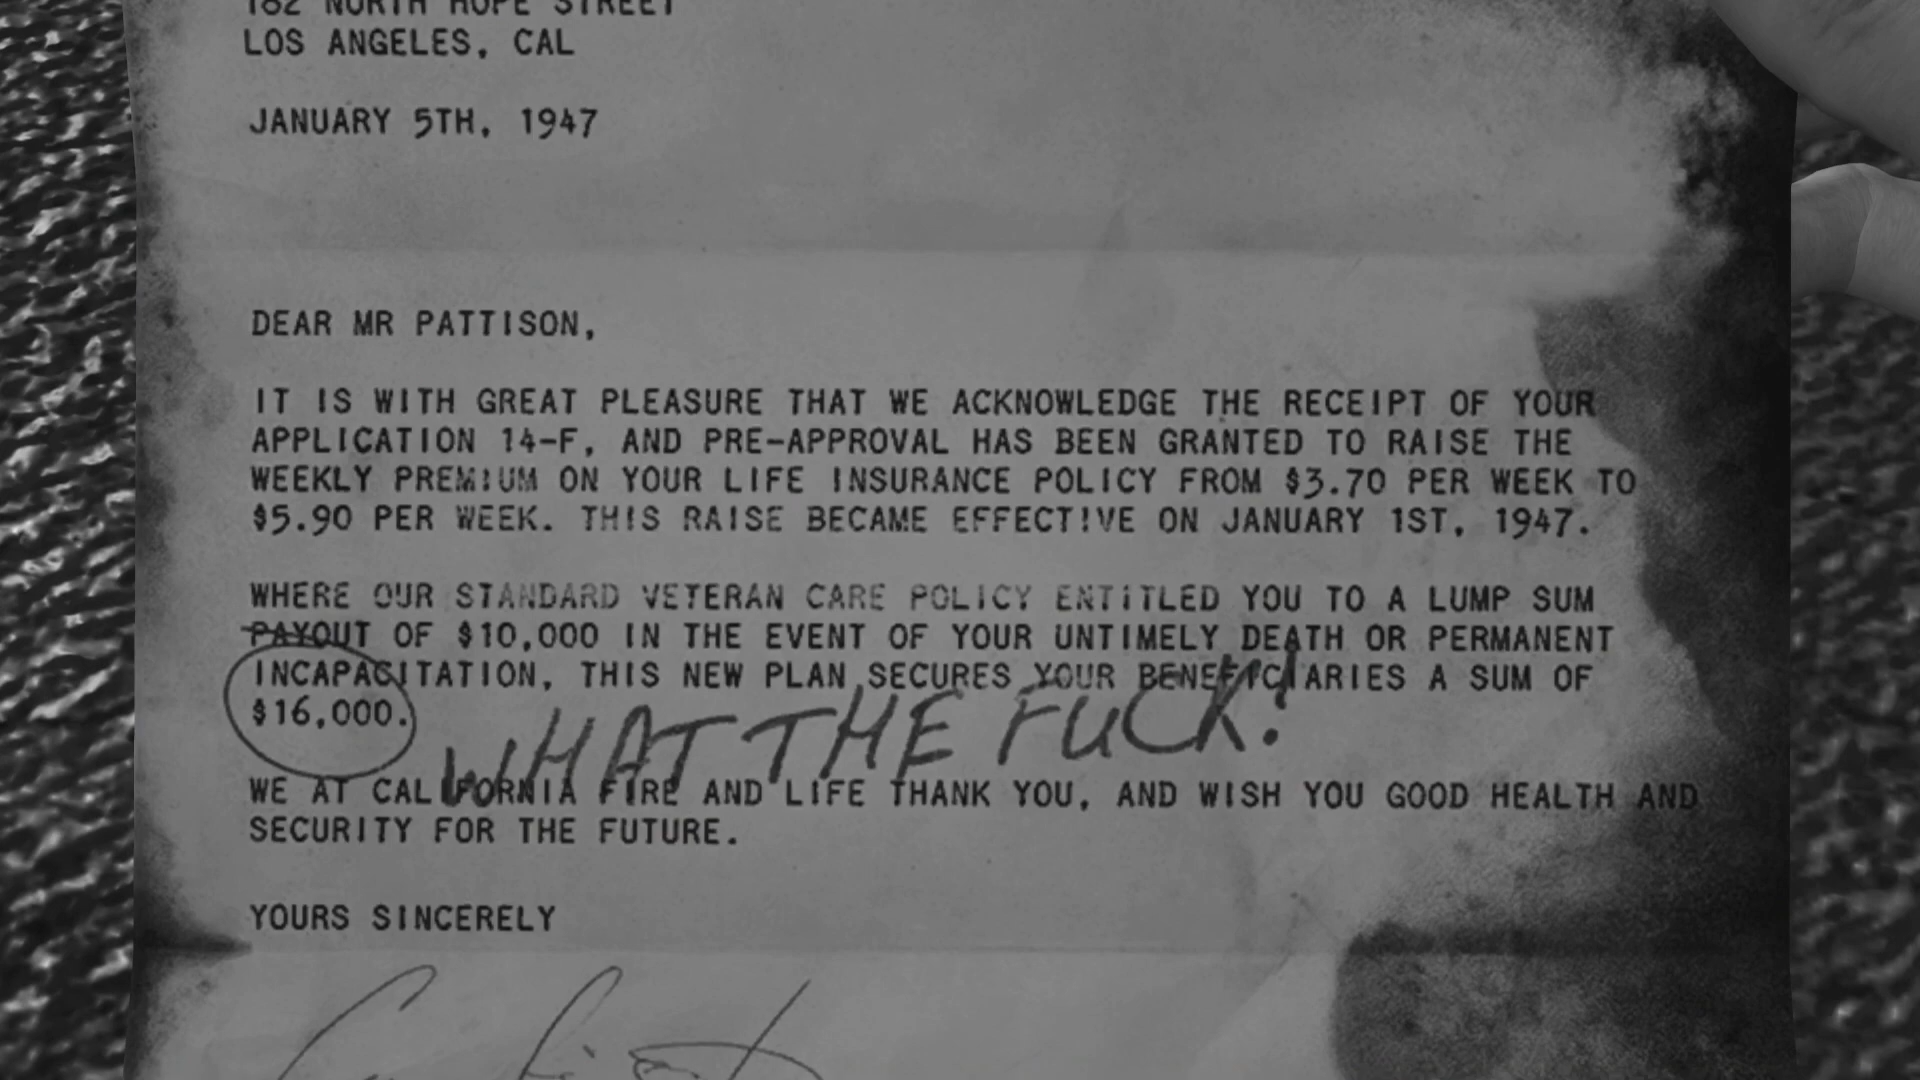 182 NORTH HOPE STREET
LOS ANGELES, CAL
JANUARY 5TH, 1947
DEAR MR PATTISON,
IT IS WITH GREAT PLEASURE THAT WE ACKNOWLEDGE THE RECEIPT OF YOUR
APPLICATION 14-F, AND PRE-APPROVAL HAS BEEN GRANTED TO RAISE THE
WEEKLY PREMIUM ON YOUR LIFE INSURANCE POLICY FROM $3.70 PER WEEK TO
$5.90 PER WEEK. THIS RAISE BECAME EFFECTIVE ON JANUARY 1ST, 1947.
WHERE OUR STANDARD VETERAN CARE POLICY ENTITLED YOU TO A LUMP SUM
PAYOUT OF $10,000 IN THE EVENT OF YOUR UNTIMELY DEATH OR PERMANENT
INCAPACITATION, THIS NEW PLAN SECURES YOUR BENEFICIARIES A SUM OF
$16,000.
WHAT THE FUCK!
WE AT CALIFORNIA FIRE AND LIFE THANK YOU, AND WISH YOU GOOD HEALTH AND
SECURITY FOR THE FUTURE.
YOURS SINCERELY